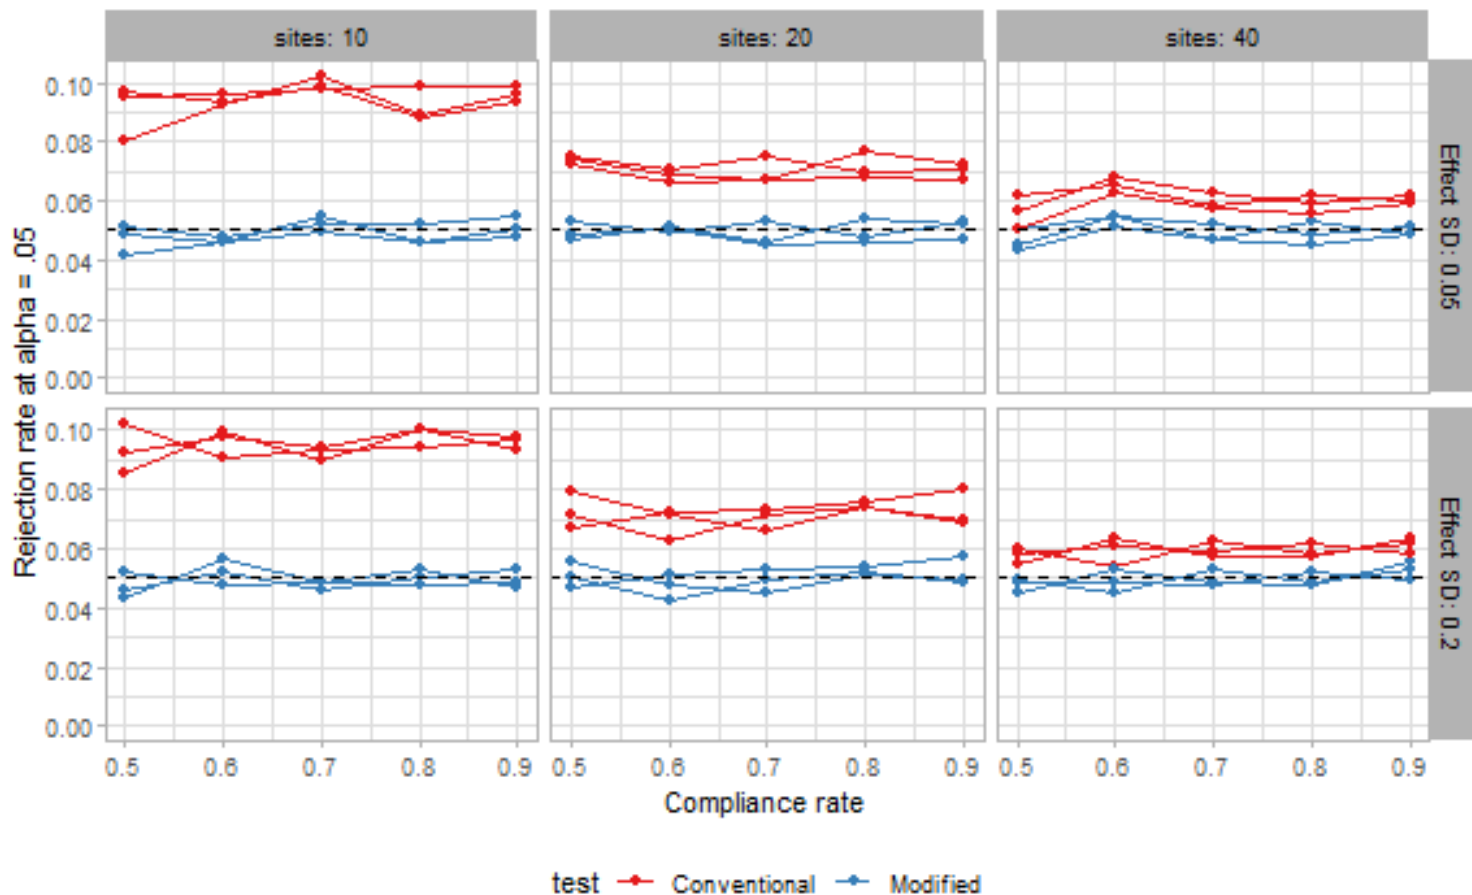 sites: 10
sites: 20
sites: 40
Rejection rate at alpha = .05
0.10
0.08
0.06
0.04
0.02
0.00
Effect SD: 0.05
0.10
0.08
0.06
0.04
0.02
0.00
Effect SD: 0.2
0.5 0.6 0.7 0.8 0.9
0.5 0.6 0.7 0.8 0.9
0.5 0.6 0.7 0.8 0.9
Compliance rate
test Conventional Modified